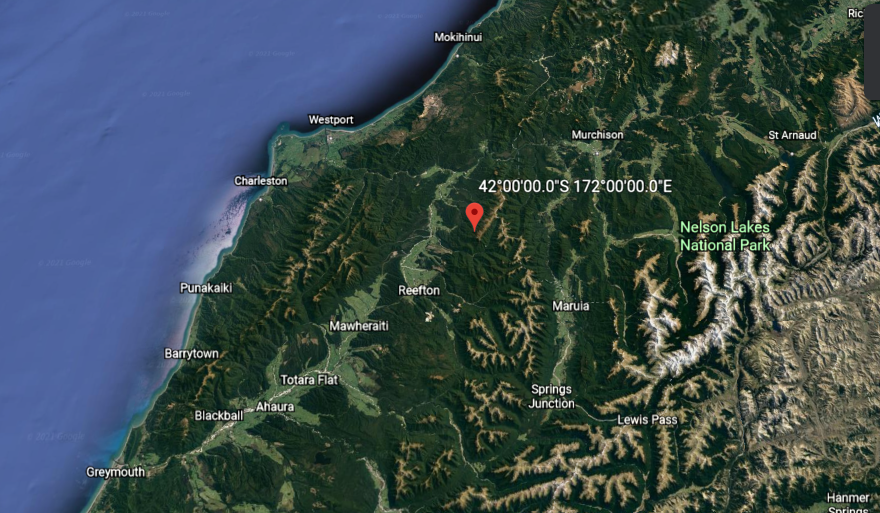 Ric
Mokihinui
Westport
Murchison
St Arnaud
W
Charleston
42°00'00.0"S 172°00'00.0"E
Nelson Lakes
National Park
Punakaiki
Reefton
Maruia
Mawheraiti
Barrytown
Totara Flat
Springs
Junction
Blackball
Ahaura
Lewis Pass
Greymouth
Hanmer
Springs